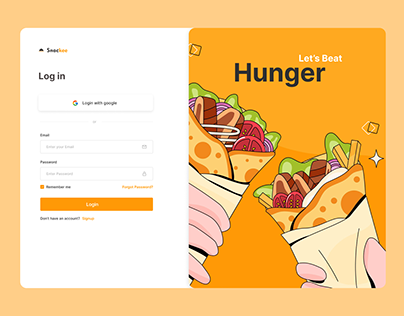 Snackoo
Log in
Login with google
or
Email
Enter your Email
Password
Enter Password
Remember me
Forgot Password?
Login
Don't have an account? Signup
Let's Beat
Hunger